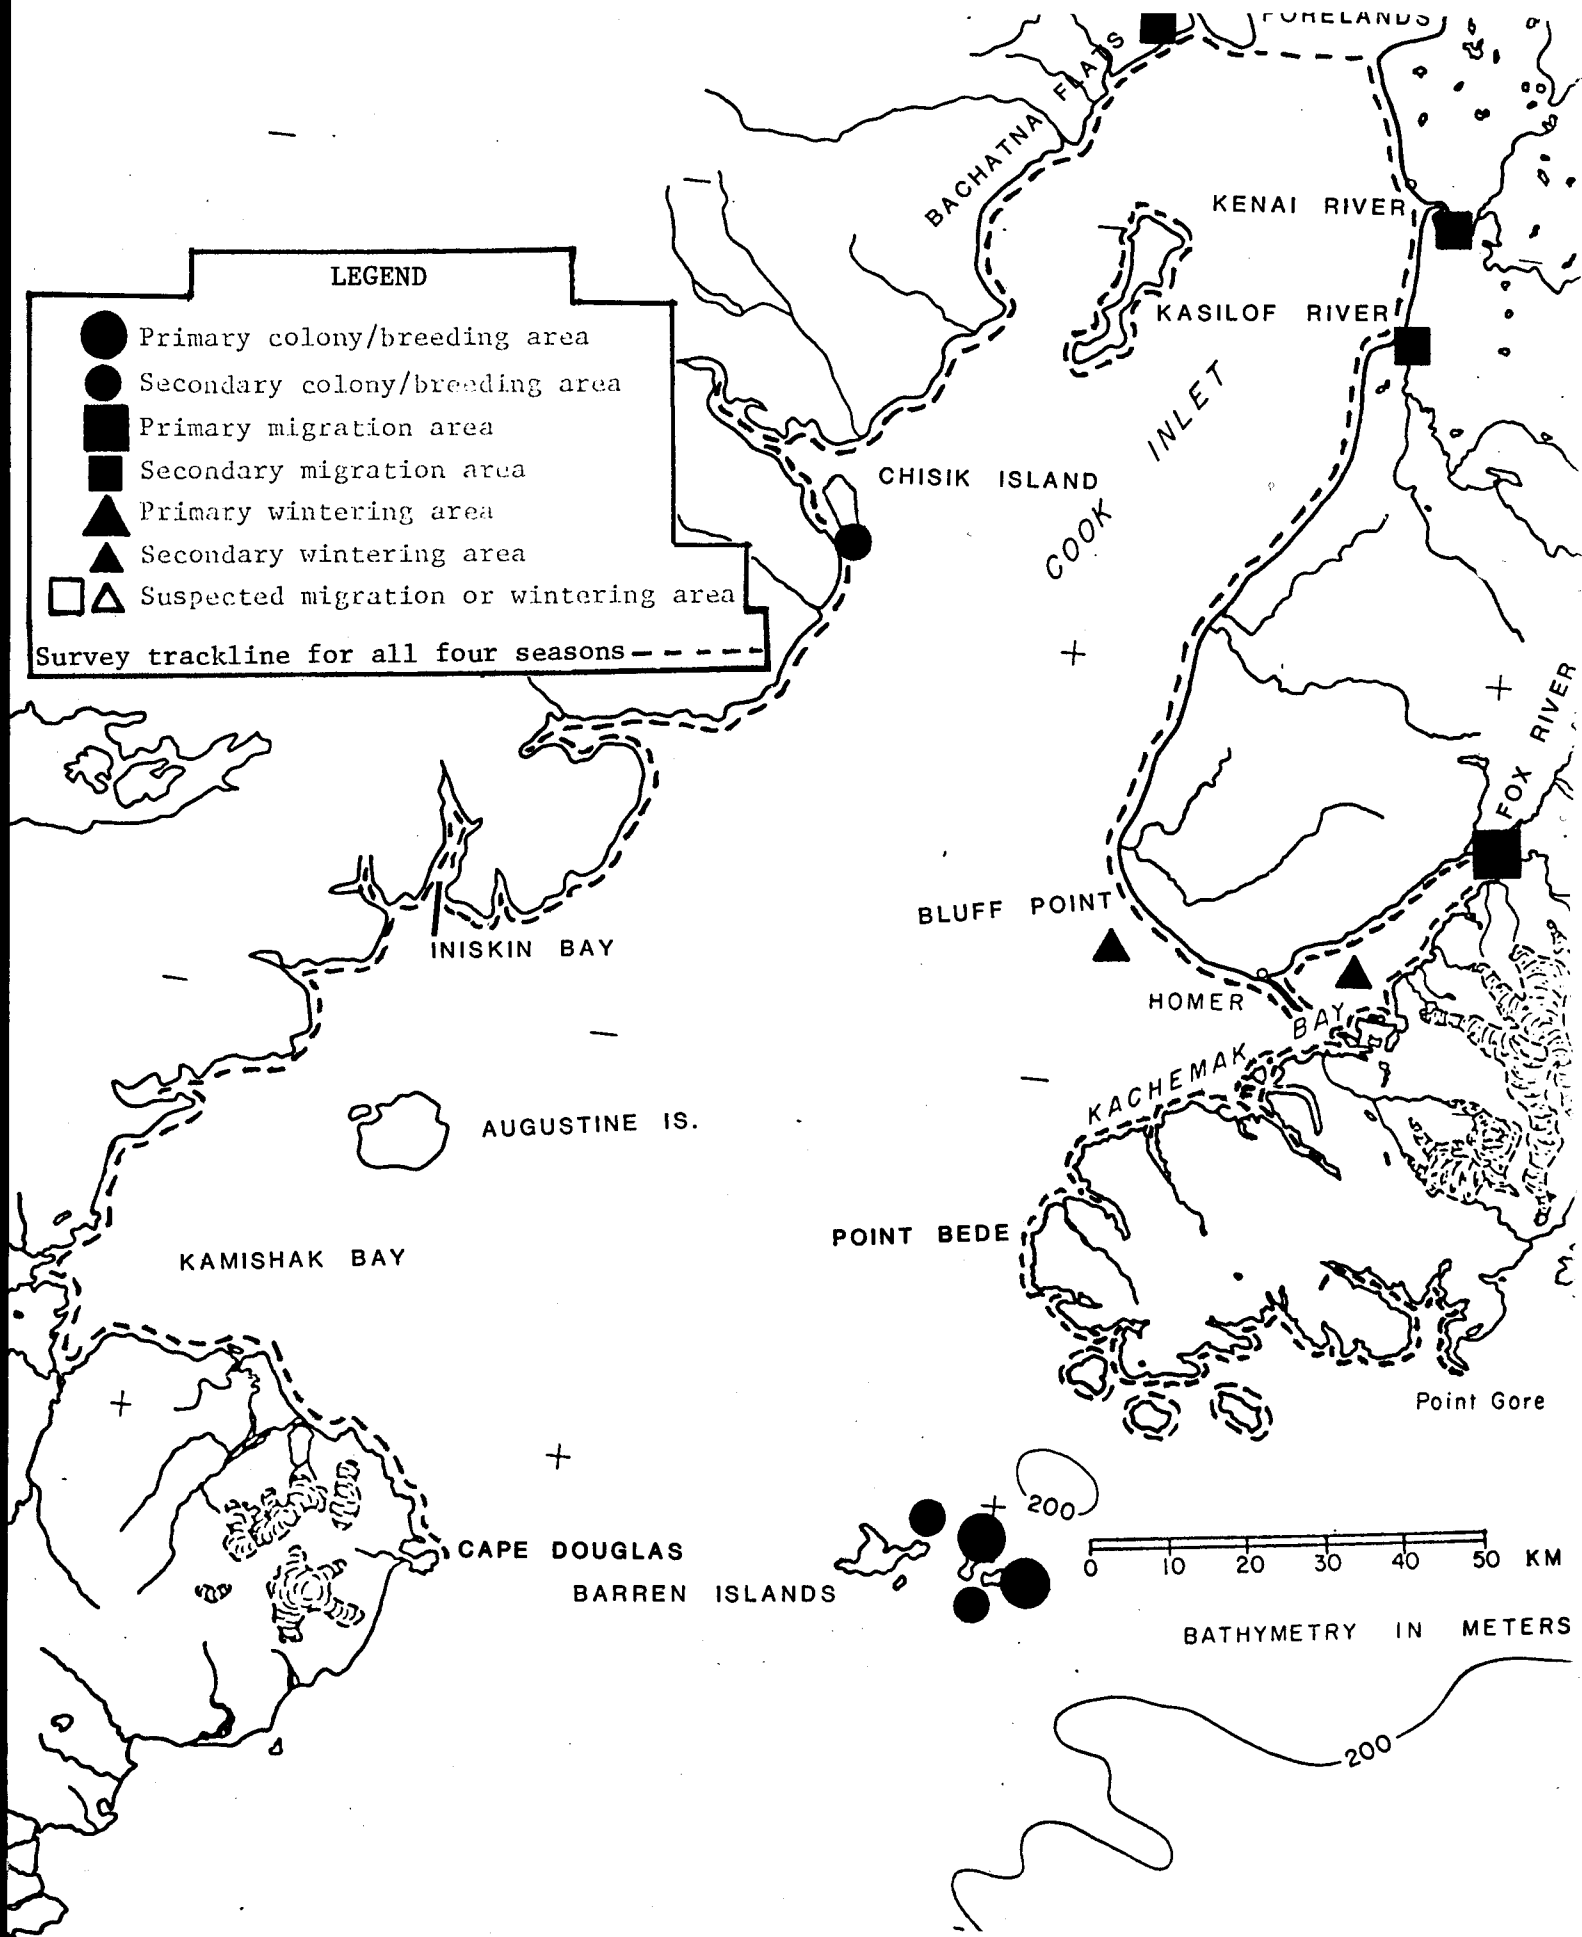 FORELANDS
FLATS
BACHATNA
KENAI RIVER
LEGEND
Primary colony/breeding area
Secondary colony/breeding area
Primary migration area
Secondary migration area
Primary wintering area
Secondary wintering area
Suspected migration or wintering area
Survey trackline for all four seasons
KASILOF RIVER
COOK INLET
CHISIK ISLAND
FOX RIVER
BLUFF POINT
INISKIN BAY
HOMER
KACHEMAK BAY
AUGUSTINE IS.
POINT BEDE
KAMISHAK BAY
Point Gore
200
CAPE DOUGLAS
BARREN ISLANDS
0 10 20 30 40 50 KM
BATHYMETRY IN METERS
200